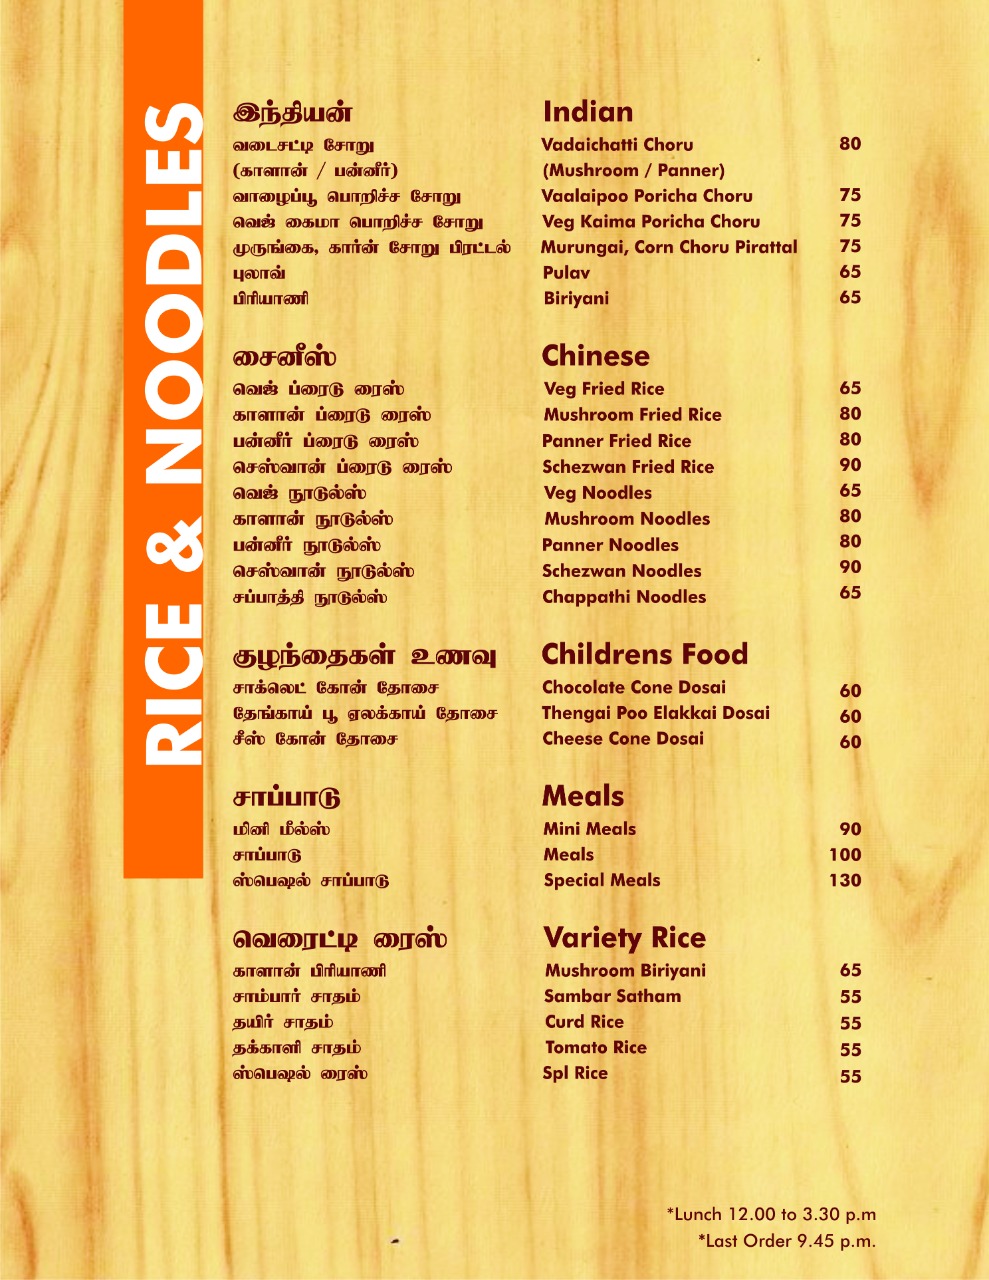 RICE & NOODLES
இந்தியன் Indian
வடைசட்டி சோறு Vadaichatti Choru 80
(காளான் / பன்னீர்) (Mushroom / Panner)
வாழைப்பூ பொறிச்ச சோறு Vaalaipoo Poricha Choru 75
வெஜ் கைமா பொறிச்ச சோறு Veg Kaima Poricha Choru 75
முருங்கை, கார்ன் சோறு பிரட்டல் Murungai, Corn Choru Pirattal 75
புலாவ் Pulav 65
பிரியாணி Biriyani 65
சைனீஸ் Chinese
வெஜ் ப்ரைடு ரைஸ் Veg Fried Rice 65
காளான் ப்ரைடு ரைஸ் Mushroom Fried Rice 80
பன்னீர் ப்ரைடு ரைஸ் Panner Fried Rice 80
செஸ்வான் ப்ரைடு ரைஸ் Schezwan Fried Rice 90
வெஜ் நூடுல்ஸ் Veg Noodles 65
காளான் நூடுல்ஸ் Mushroom Noodles 80
பன்னீர் நூடுல்ஸ் Panner Noodles 80
செஸ்வான் நூடுல்ஸ் Schezwan Noodles 90
சப்பாத்தி நூடுல்ஸ் Chappathi Noodles 65
குழந்தைகள் உணவு Childrens Food
சாக்லெட் கோன் தோசை Chocolate Cone Dosai 60
தேங்காய் பூ ஏலக்காய் தோசை Thengai Poo Elakkai Dosai 60
சீஸ் கோன் தோசை Cheese Cone Dosai 60
சாப்பாடு Meals
மினி மீல்ஸ் Mini Meals 90
சாப்பாடு Meals 100
ஸ்பெஷல் சாப்பாடு Special Meals 130
வெரைட்டி ரைஸ் Variety Rice
காளான் பிரியாணி Mushroom Biriyani 65
சாம்பார் சாதம் Sambar Satham 55
தயிர் சாதம் Curd Rice 55
தக்காளி சாதம் Tomato Rice 55
ஸ்பெஷல் ரைஸ் Spl Rice 55
*Lunch 12.00 to 3.30 p.m
*Last Order 9.45 p.m.